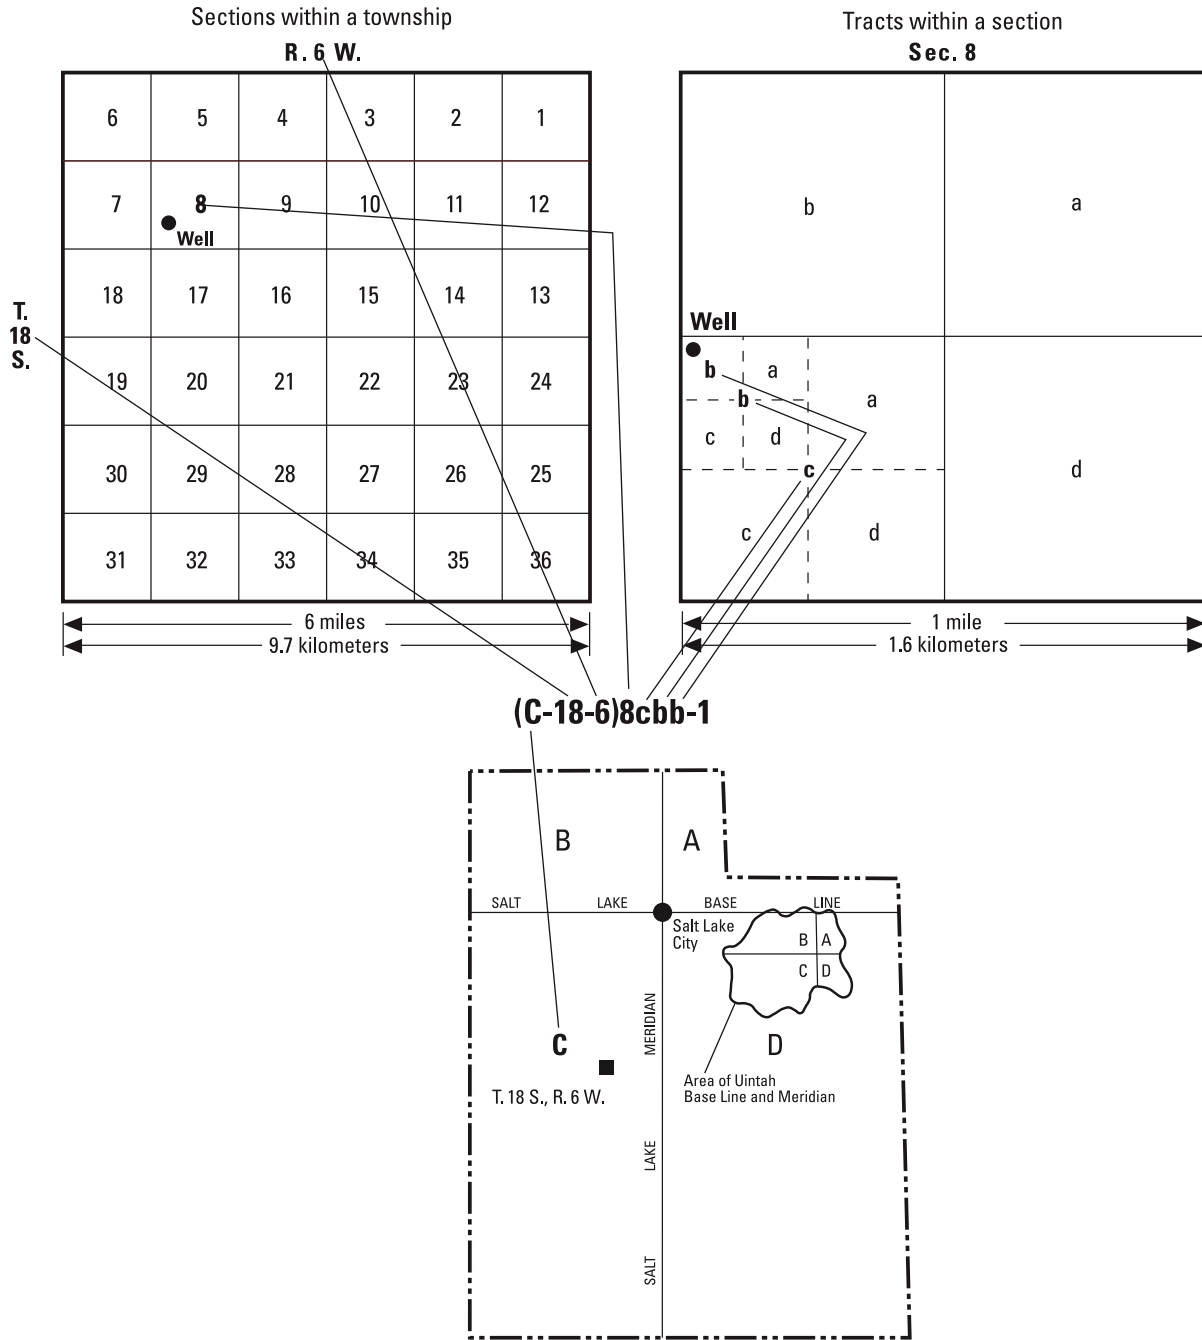 Sections within a township
R. 6 W.
6 5 4 3 2 1
7 8 9 10 11 12
Well
18 17 16 15 14 13
T.
18
S.
19 20 21 22 23 24
30 29 28 27 26 25
31 32 33 34 35 36
6 miles
9.7 kilometers
Tracts within a section
Sec. 8
b a
Well
b a a
b
c d
c d
c d
1 mile
1.6 kilometers
(C-18-6)8cbb-1
B A
SALT LAKE BASE LINE
Salt Lake
City
B A
C D
MERIDIAN
C D
T. 18 S., R. 6 W.
Area of Uintah
Base Line and Meridian
LAKE
SALT